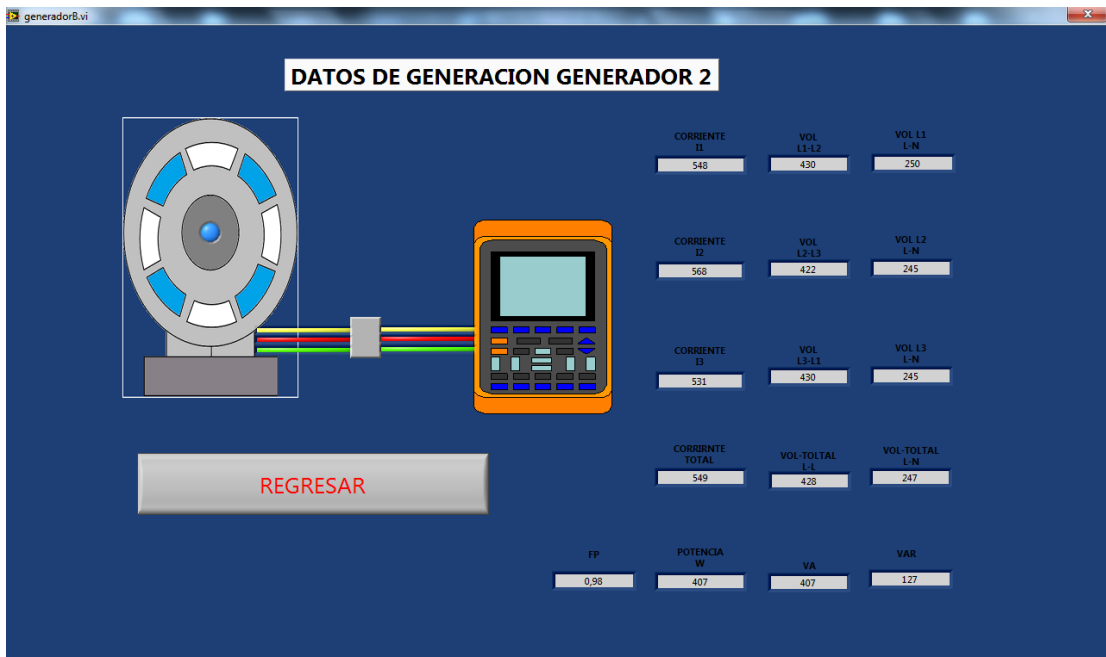 generadorB.vi
DATOS DE GENERACION GENERADOR 2
CORRIENTE
I1
548
VOL
L1-L2
430
VOL L1
L-N
250
CORRIENTE
I2
568
VOL
L2-L3
422
VOL L2
L-N
245
CORRIENTE
I3
531
VOL
L3-L1
430
VOL L3
L-N
245
CORRIRNTE
TOTAL
549
VOL-TOLTAL
L-L
428
VOL-TOLTAL
L-N
247
REGRESAR
FP
0,98
POTENCIA
W
407
VA
407
VAR
127